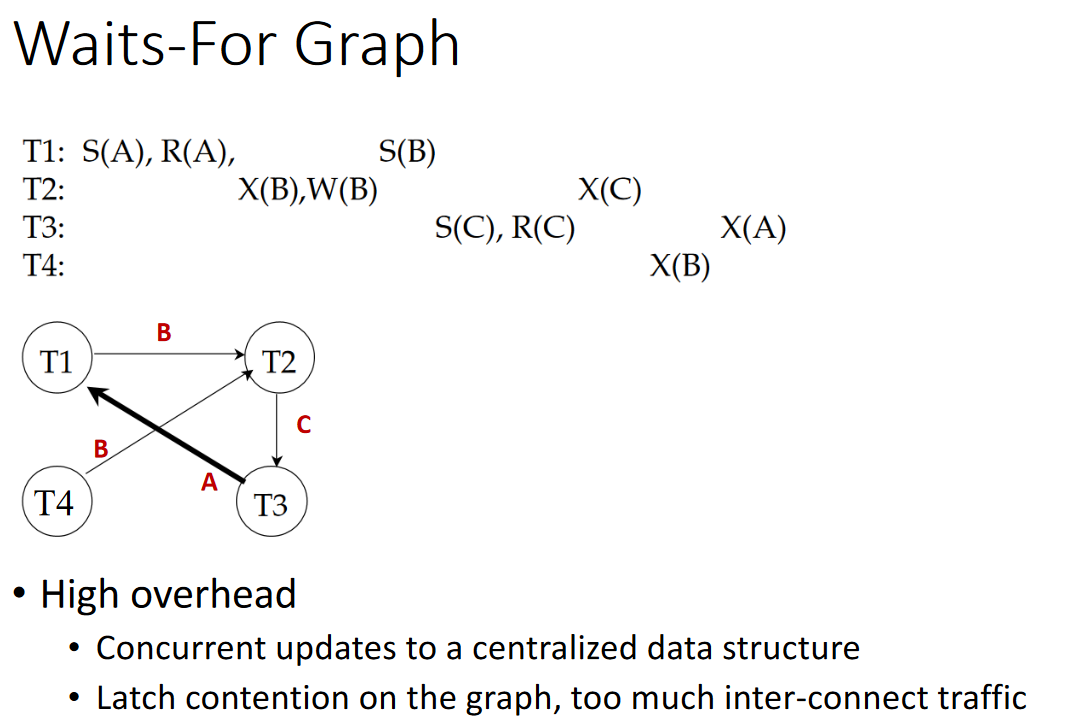 Waits-For Graph
T1: S(A), R(A), S(B)
T2: X(B),W(B) X(C)
T3: S(C), R(C) X(A)
T4: X(B)
B
T1 T2
C
B
A
T4 T3
• High overhead
• Concurrent updates to a centralized data structure
• Latch contention on the graph, too much inter-connect traffic